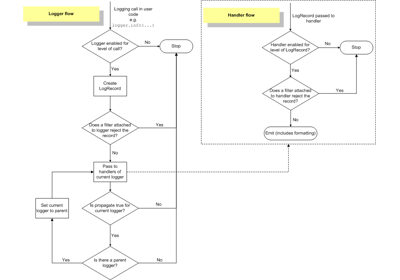 Logger flow
Logging call in user
code
e.g.
logger.info(...)
Logger enabled for
level of call?
No
Stop
Yes
Create
LogRecord
Does a filter attached
to logger reject the
record?
Yes
No
Pass to
handlers of
current logger
Is propagate true for
current logger?
No
Yes
Set current
logger to parent
Is there a parent
logger?
Yes
No
Handler flow
LogRecord passed to
handler
Handler enabled for
level of LogRecord?
No
Stop
Yes
Does a filter attached
to handler reject the
record?
Yes
No
Emit (includes formatting)